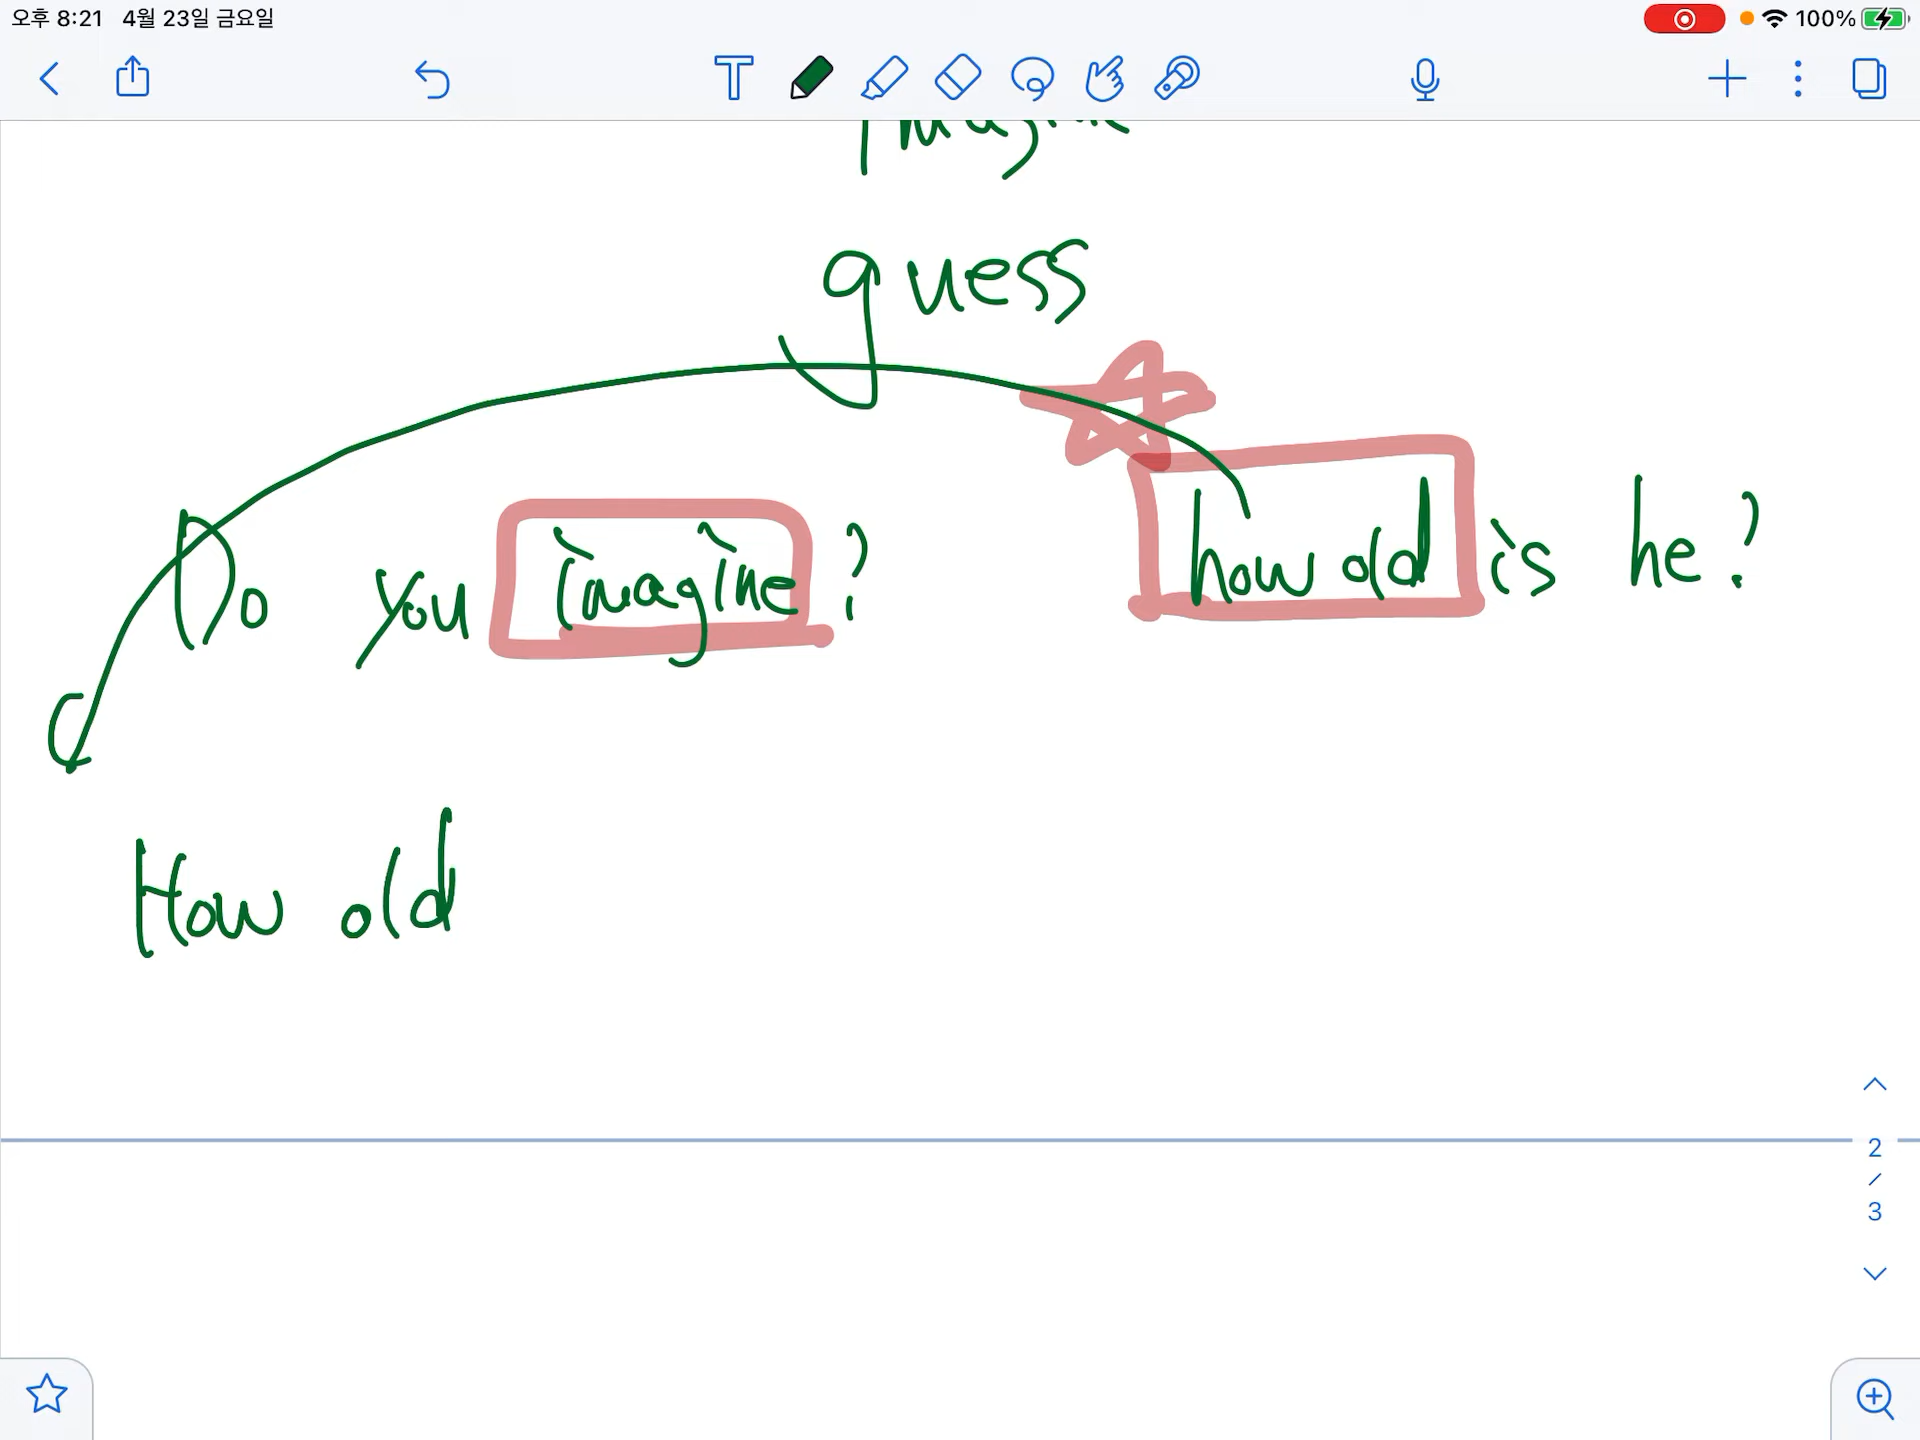 오후 8:21 4월 23일 금요일 100%
imagine
guess
Do you imagine? how old is he?
How old
2
/
3